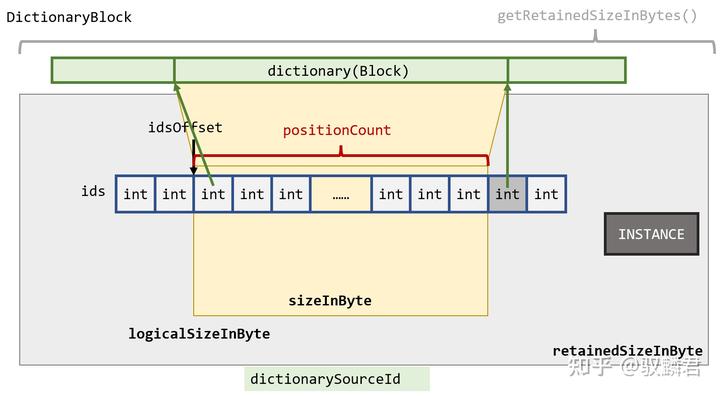 DictionaryBlock
getRetainedSizeInBytes()
dictionary(Block)
idsOffset
positionCount
ids int int int int int …… int int int int int
INSTANCE
sizeInByte
logicalSizeInByte
retainedSizeInByte
知乎 @驭麟君
dictionarySourceId